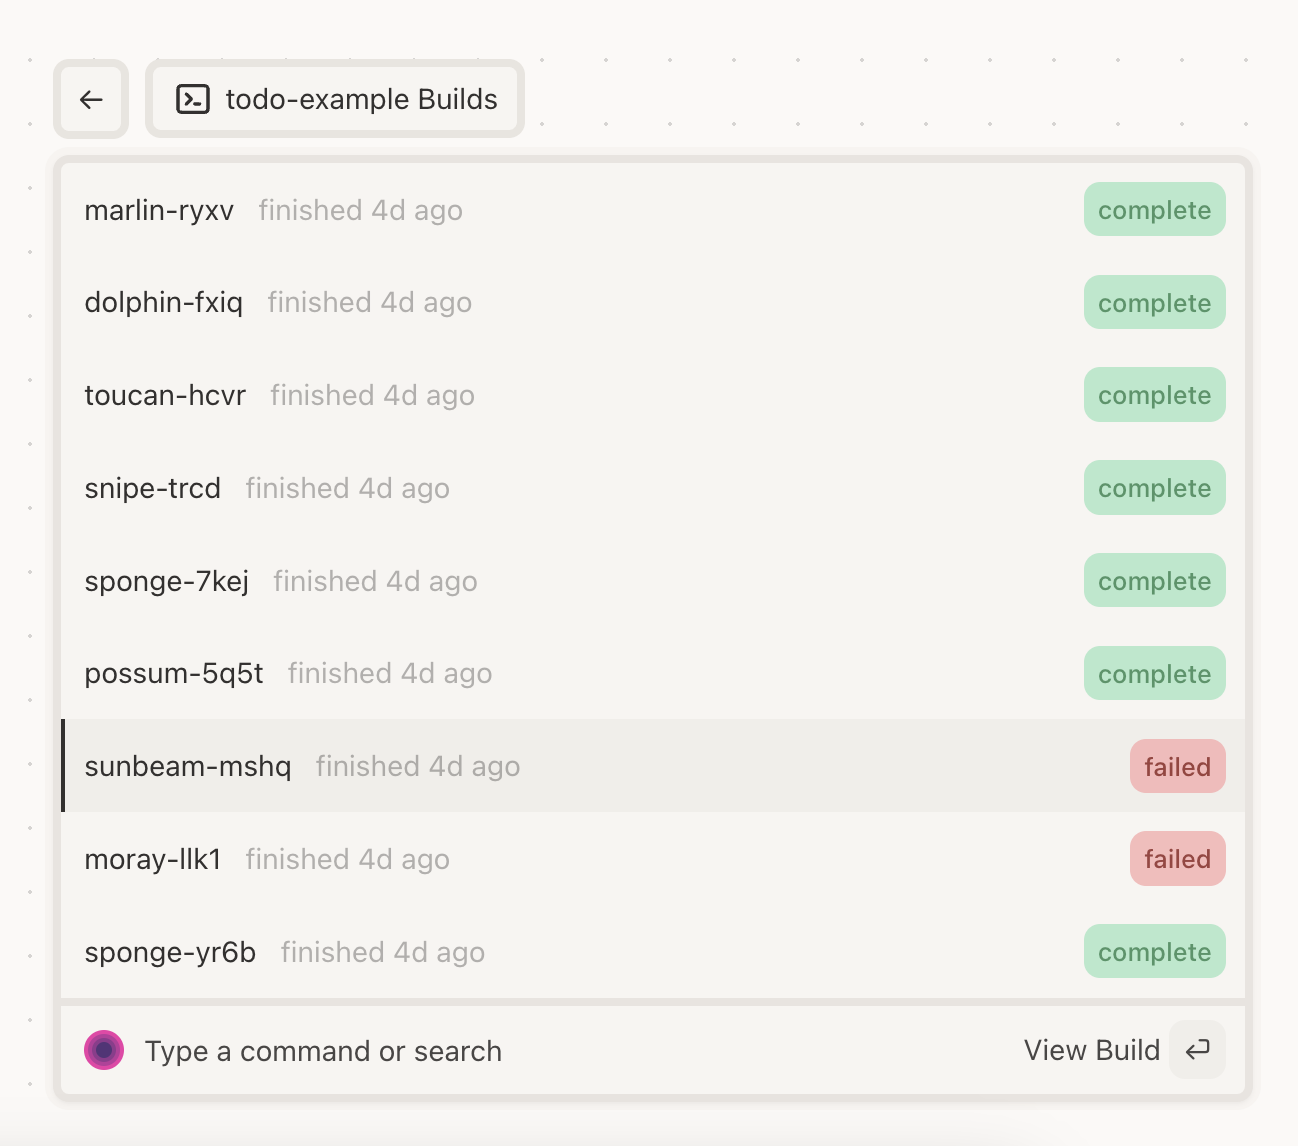 todo-example Builds
marlin-ryxv finished 4d ago complete
dolphin-fxiq finished 4d ago complete
toucan-hcvr finished 4d ago complete
snipe-trcd finished 4d ago complete
sponge-7kej finished 4d ago complete
possum-5q5t finished 4d ago complete
sunbeam-mshq finished 4d ago failed
moray-llk1 finished 4d ago failed
sponge-yr6b finished 4d ago complete
Type a command or search View Build